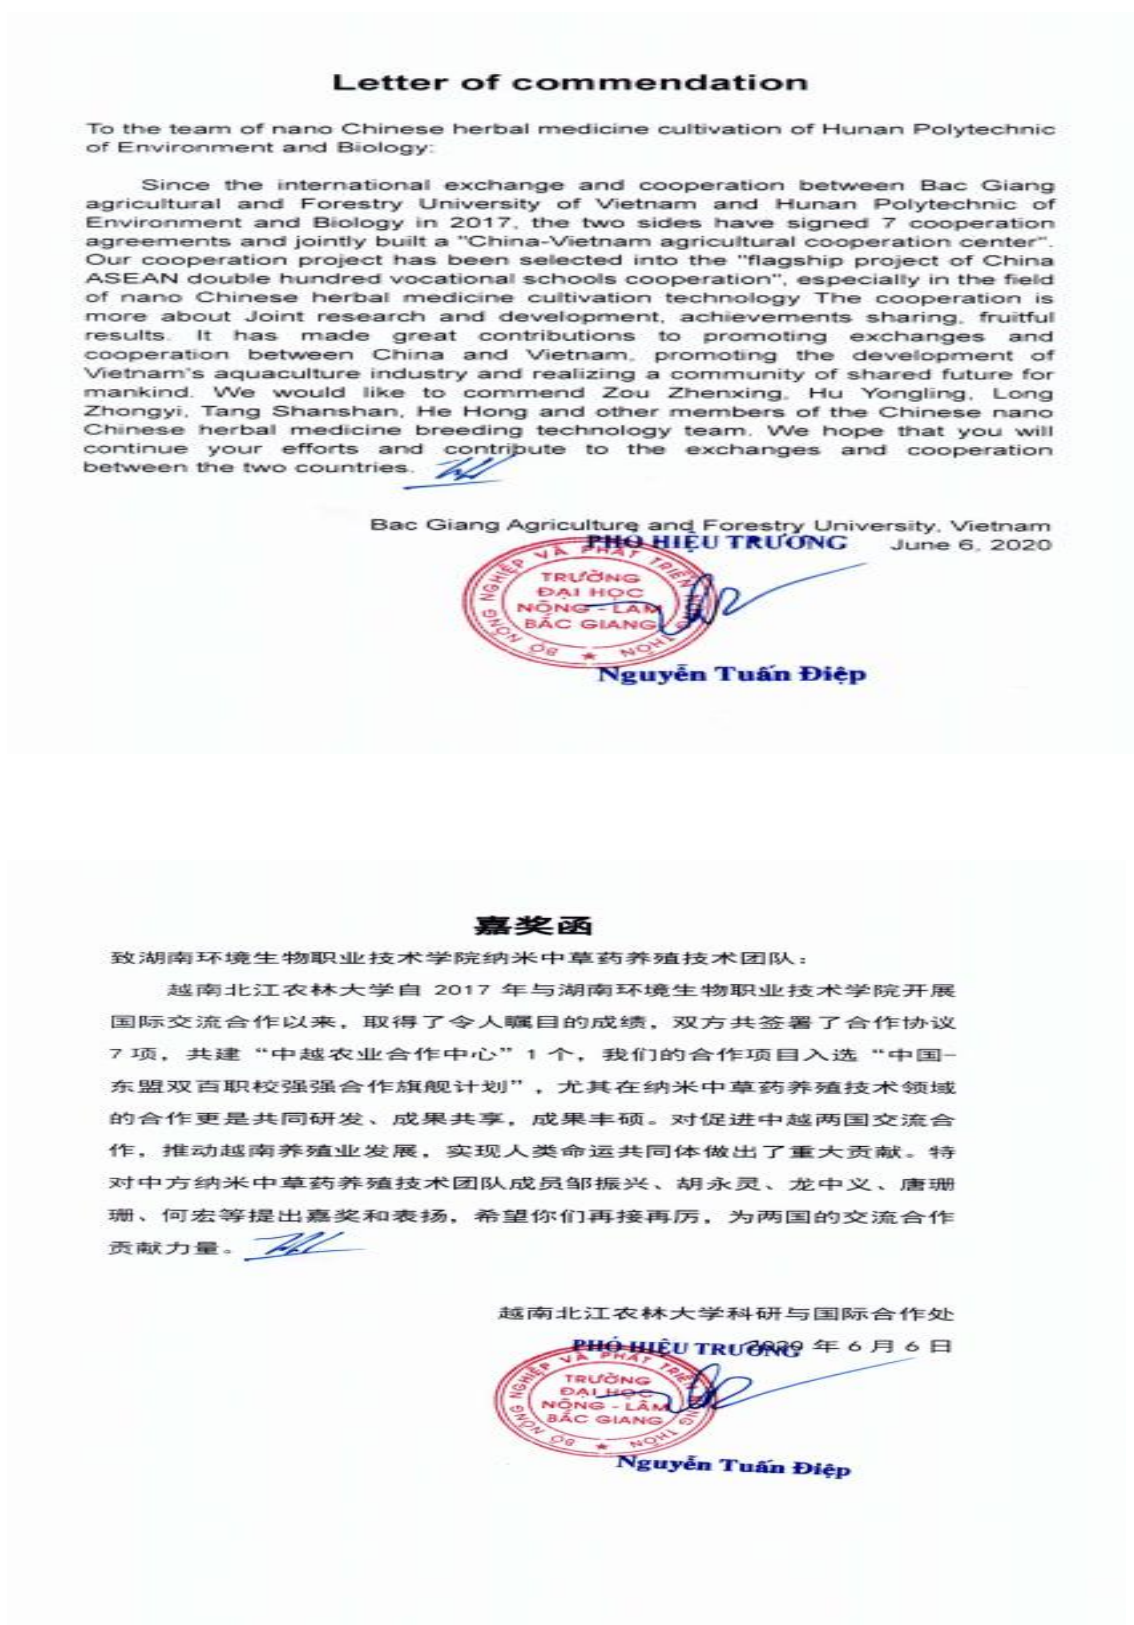 Letter of commendation
To the team of nano Chinese herbal medicine cultivation of Hunan Polytechnic
of Environment and Biology:
Since the international exchange and cooperation between Bac Giang
agricultural and Forestry University of Vietnam and Hunan Polytechnic of
Environment and Biology in 2017, the two sides have signed 7 cooperation
agreements and jointly built a "China-Vietnam agricultural cooperation center".
Our cooperation project has been selected into the "flagship project of China
ASEAN double hundred vocational schools cooperation", especially in the field
of nano Chinese herbal medicine cultivation technology The cooperation is
more about Joint research and development, achievements sharing, fruitful
results. It has made great contributions to promoting exchanges and
cooperation between China and Vietnam, promoting the development of
Vietnam's aquaculture industry and realizing a community of shared future for
mankind. We would like to commend Zou Zhenxing, Hu Yongling, Long
Zhongyi, Tang Shanshan, He Hong and other members of the Chinese nano
Chinese herbal medicine breeding technology team. We hope that you will
continue your efforts and contribute to the exchanges and cooperation
between the two countries.
Bac Giang Agriculture and Forestry University, Vietnam
PHÓ HIỆU TRƯỞNG June 6, 2020
BỘ NÔNG NGHIỆP VÀ PHÁT TRIỂN NÔNG THÔN
TRƯỜNG
ĐẠI HỌC
NÔNG - LÂM
BẮC GIANG
Nguyễn Tuấn Điệp
嘉奖函
致湖南环境生物职业技术学院纳米中草药养殖技术团队：
越南北江农林大学自 2017 年与湖南环境生物职业技术学院开展
国际交流合作以来，取得了令人瞩目的成绩，双方共签署了合作协议
7 项，共建“中越农业合作中心”1 个，我们的合作项目入选“中国-
东盟双百职校强强合作旗舰计划”，尤其在纳米中草药养殖技术领域
的合作更是共同研发、成果共享，成果丰硕。对促进中越两国交流合
作，推动越南养殖业发展，实现人类命运共同体做出了重大贡献。特
对中方纳米中草药养殖技术团队成员邹振兴、胡永灵、龙中义、唐珊
珊、何宏等提出嘉奖和表扬，希望你们再接再厉，为两国的交流合作
贡献力量。
越南北江农林大学科研与国际合作处
PHÓ HIỆU TRƯỞNG 2020 年 6 月 6 日
BỘ NÔNG NGHIỆP VÀ PHÁT TRIỂN NÔNG THÔN
TRƯỜNG
ĐẠI HỌC
NÔNG - LÂM
BẮC GIANG
Nguyễn Tuấn Điệp